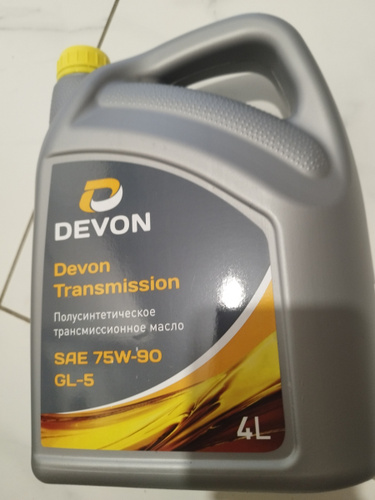 DEVON
Devon
Transmission
Полусинтетическое
трансмиссионное масло
SAE 75W-90
GL-5
4L